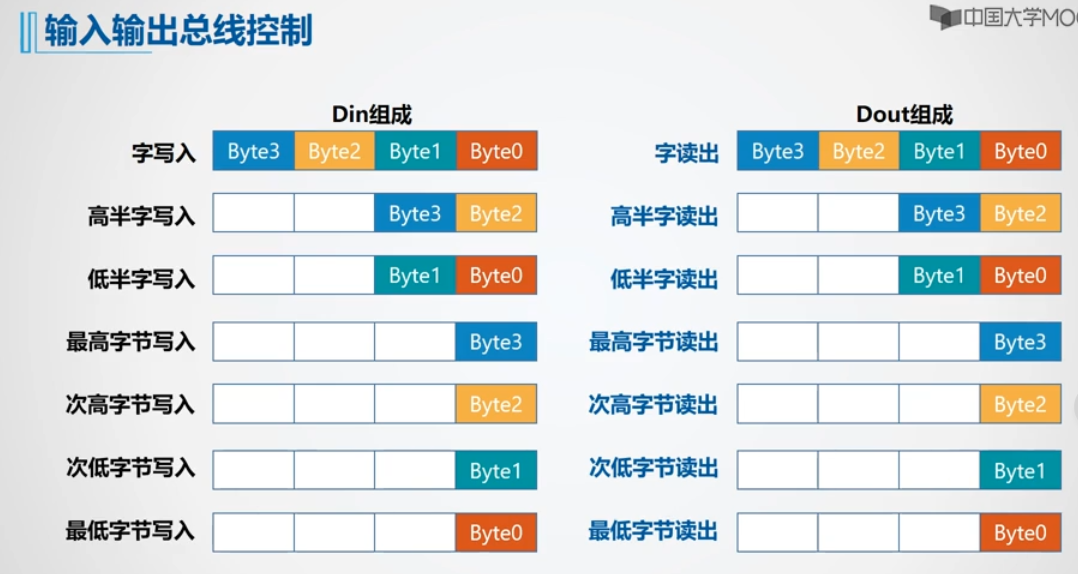 输入输出总线控制
中国大学MOO
Din组成
字写入 Byte3 Byte2 Byte1 Byte0
高半字写入 Byte3 Byte2
低半字写入 Byte1 Byte0
最高字节写入 Byte3
次高字节写入 Byte2
次低字节写入 Byte1
最低字节写入 Byte0
Dout组成
字读出 Byte3 Byte2 Byte1 Byte0
高半字读出 Byte3 Byte2
低半字读出 Byte1 Byte0
最高字节读出 Byte3
次高字节读出 Byte2
次低字节读出 Byte1
最低字节读出 Byte0